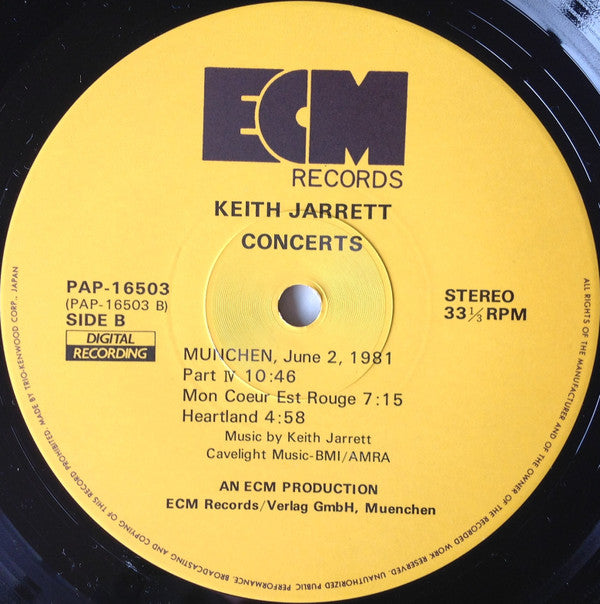 ECM
RECORDS
KEITH JARRETT
CONCERTS
PAP-16503
(PAP-16503 B)
SIDE B
DIGITAL
RECORDING
STEREO
33⅓RPM
MUNCHEN, June 2, 1981
Part Ⅳ 10:46
Mon Coeur Est Rouge 7:15
Heartland 4:58
Music by Keith Jarrett
Cavelight Music-BMI/AMRA
AN ECM PRODUCTION
ECM Records/Verlag GmbH, Muenchen
ALL RIGHTS OF THE MANUFACTURER AND OF THE OWNER OF THE RECORDED WORK RESERVED. UNAUTHORIZED PUBLIC PERFORMANCE, BROADCASTING AND COPYING OF THIS RECORD PROHIBITED. MADE BY TRIO-KENWOOD CORP., JAPAN